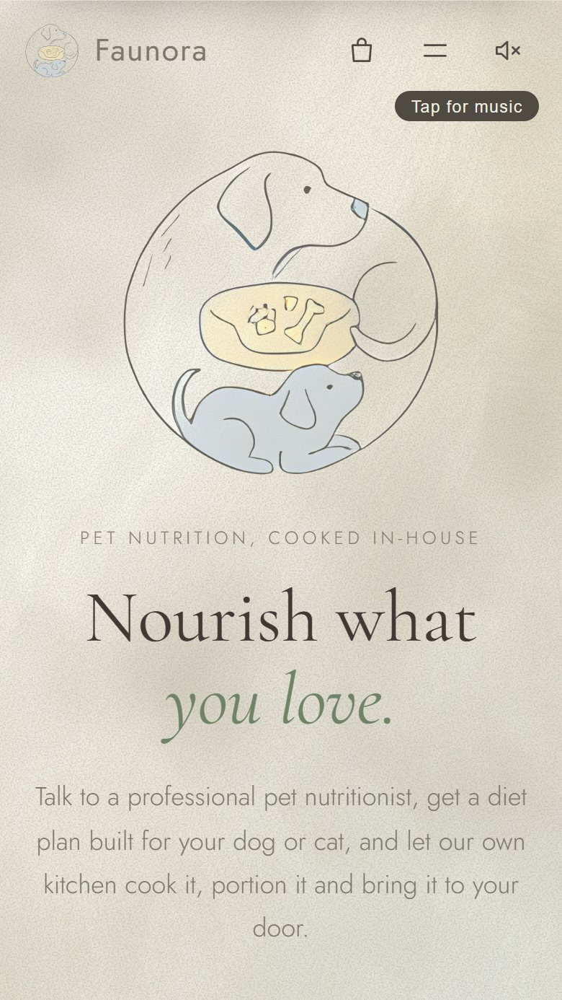 Faunora
Tap for music
PET NUTRITION, COOKED IN-HOUSE
Nourish what
you love.
Talk to a professional pet nutritionist, get a diet
plan built for your dog or cat, and let our own
kitchen cook it, portion it and bring it to your
door.